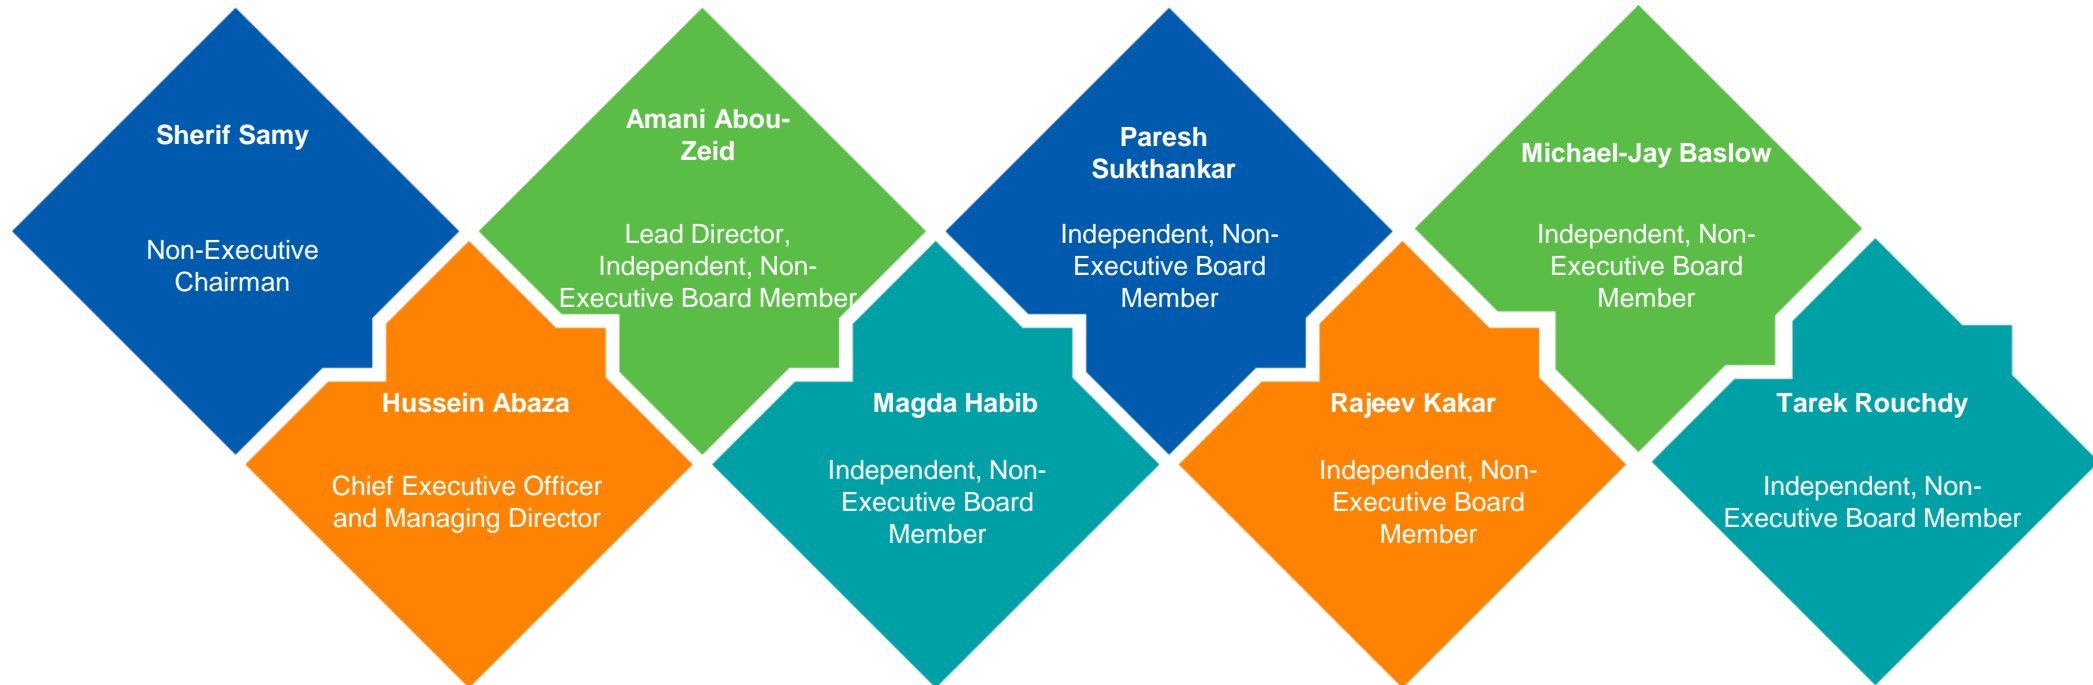 Sherif Samy
Non-Executive
Chairman
Hussein Abaza
Chief Executive Officer
and Managing Director
Amani Abou-
Zeid
Lead Director,
Independent, Non-
Executive Board Member
Magda Habib
Independent, Non-
Executive Board
Member
Paresh
Sukthankar
Independent, Non-
Executive Board
Member
Rajeev Kakar
Independent, Non-
Executive Board
Member
Michael-Jay Baslow
Independent, Non-
Executive Board
Member
Tarek Rouchdy
Independent, Non-
Executive Board Member